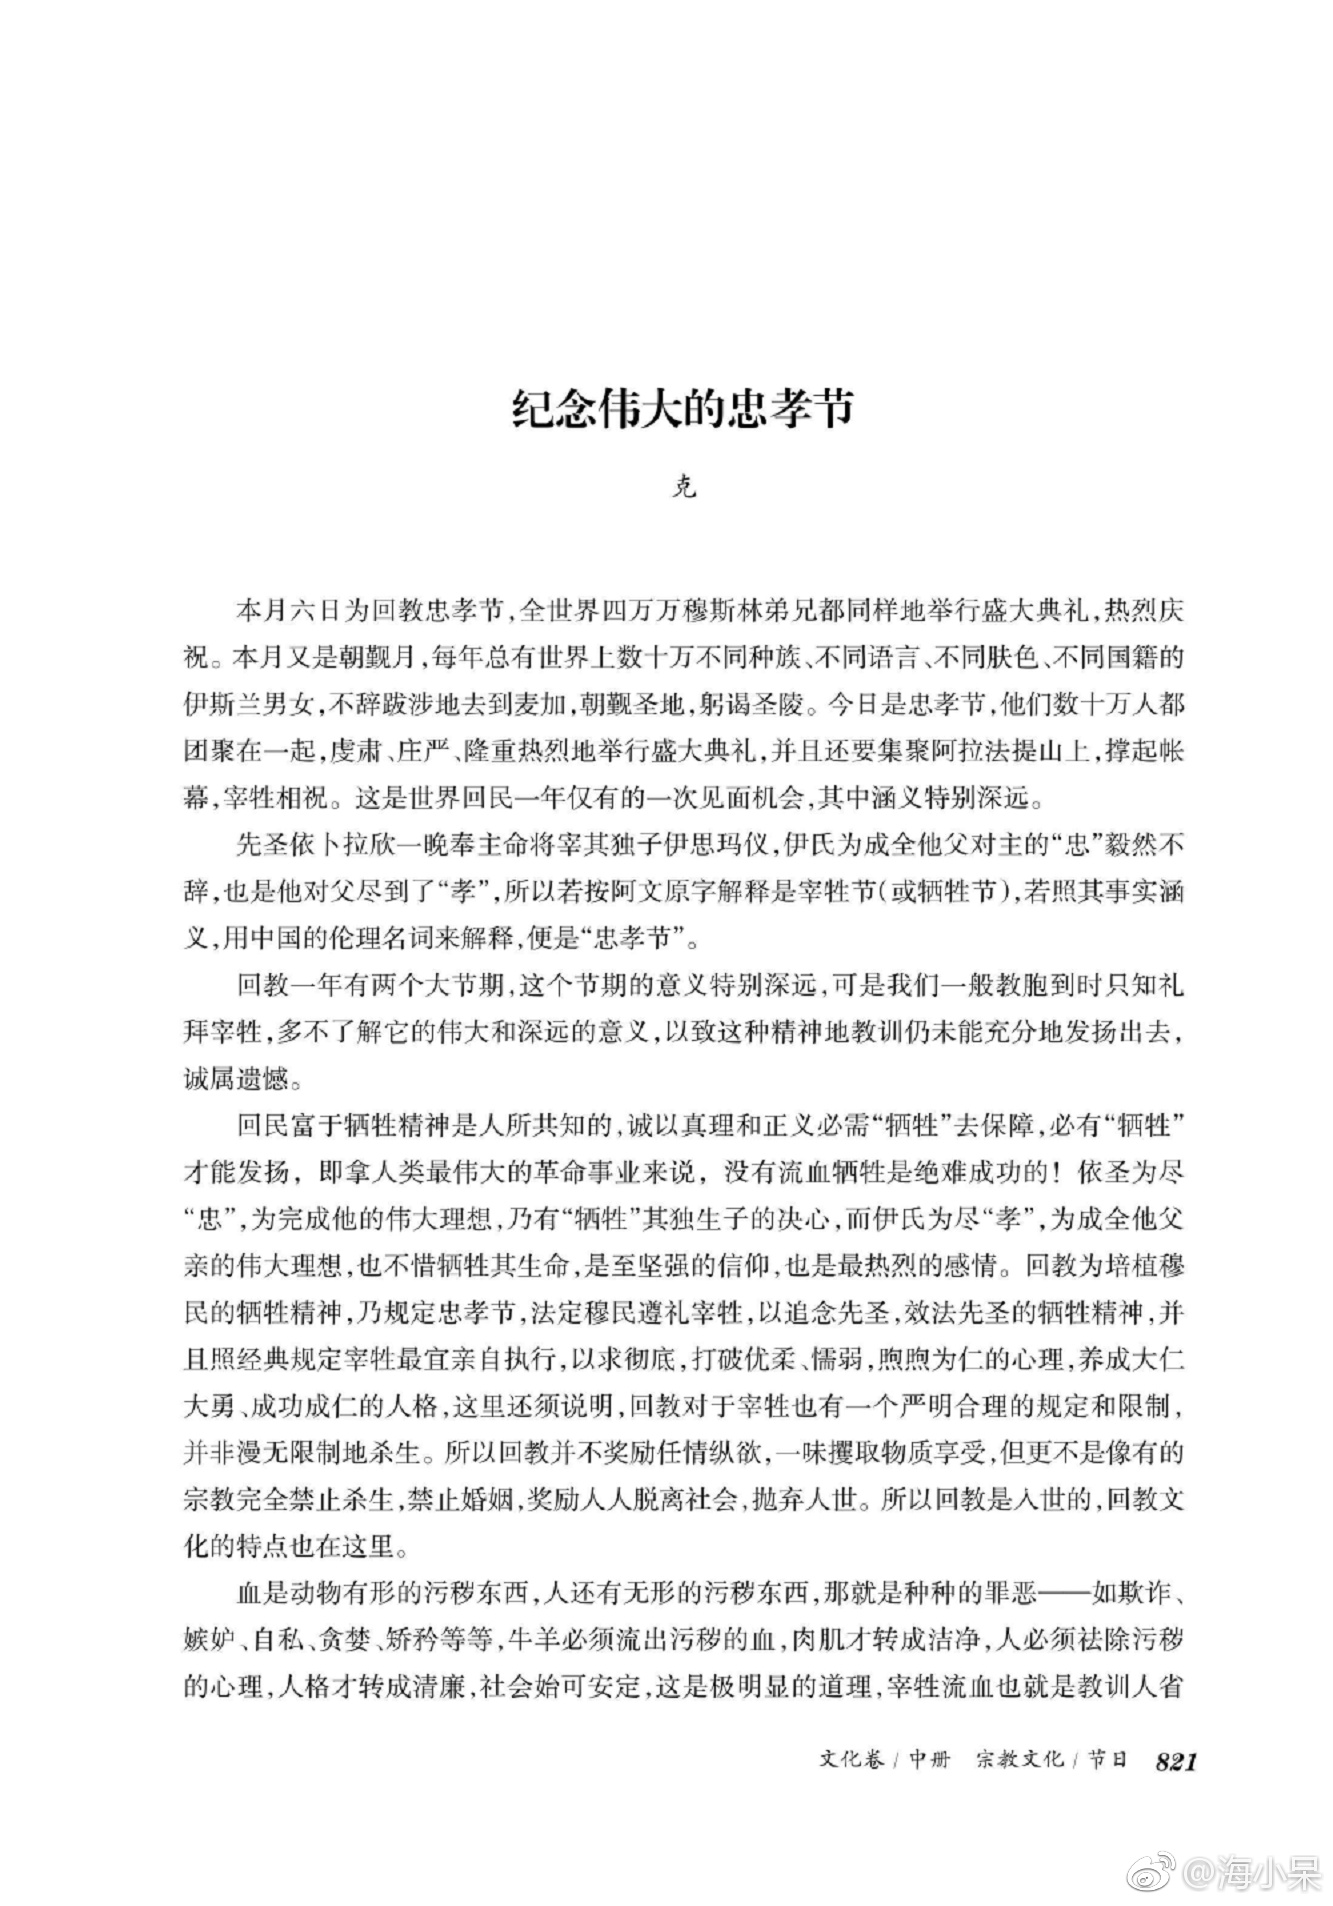 纪念伟大的忠孝节
克
本月六日为回教忠孝节，全世界四万万穆斯林弟兄都同样地举行盛大典礼，热烈庆
祝。本月又是朝觐月，每年总有世界上数十万不同种族、不同语言、不同肤色、不同国籍的
伊斯兰男女，不辞跋涉地去到麦加，朝觐圣地，躬谒圣陵。今日是忠孝节，他们数十万人都
团聚在一起，虔肃、庄严、隆重热烈地举行盛大典礼，并且还要集聚阿拉法提山上，撑起帐
幕，宰牲相祝。这是世界回民一年仅有的一次见面机会，其中涵义特别深远。
先圣依卜拉欣一晚奉主命将宰其独子伊思玛仪，伊氏为成全他父对主的“忠”毅然不
辞，也是他对父尽到了“孝”，所以若按阿文原字解释是宰牲节（或牺牲节），若照其事实涵
义，用中国的伦理名词来解释，便是“忠孝节”。
回教一年有两个大节期，这个节期的意义特别深远，可是我们一般教胞到时只知礼
拜宰牲，多不了解它的伟大和深远的意义，以致这种精神地教训仍未能充分地发扬出去，
诚属遗憾。
回民富于牺牲精神是人所共知的，诚以真理和正义必需“牺牲”去保障，必有“牺牲”
才能发扬，即拿人类最伟大的革命事业来说，没有流血牺牲是绝难成功的！依圣为尽
“忠”，为完成他的伟大理想，乃有“牺牲”其独生子的决心，而伊氏为尽“孝”，为成全他父
亲的伟大理想，也不惜牺牲其生命，是至坚强的信仰，也是最热烈的感情。回教为培植穆
民的牺牲精神，乃规定忠孝节，法定穆民遵礼宰牲，以追念先圣，效法先圣的牺牲精神，并
且照经典规定宰牲最宜亲自执行，以求彻底，打破优柔、懦弱，煦煦为仁的心理，养成大仁
大勇、成功成仁的人格，这里还须说明，回教对于宰牲也有一个严明合理的规定和限制，
并非漫无限制地杀生。所以回教并不奖励任情纵欲，一味攫取物质享受，但更不是像有的
宗教完全禁止杀生，禁止婚姻，奖励人人脱离社会，抛弃人世。所以回教是入世的，回教文
化的特点也在这里。
血是动物有形的污秽东西，人还有无形的污秽东西，那就是种种的罪恶——如欺诈、
嫉妒、自私、贪婪、矫矜等等，牛羊必须流出污秽的血，肉肌才转成洁净，人必须祛除污秽
的心理，人格才转成清廉，社会始可安定，这是极明显的道理，宰牲流血也就是教训人省
文化卷/中册 宗教文化/节日 821
@海小呆